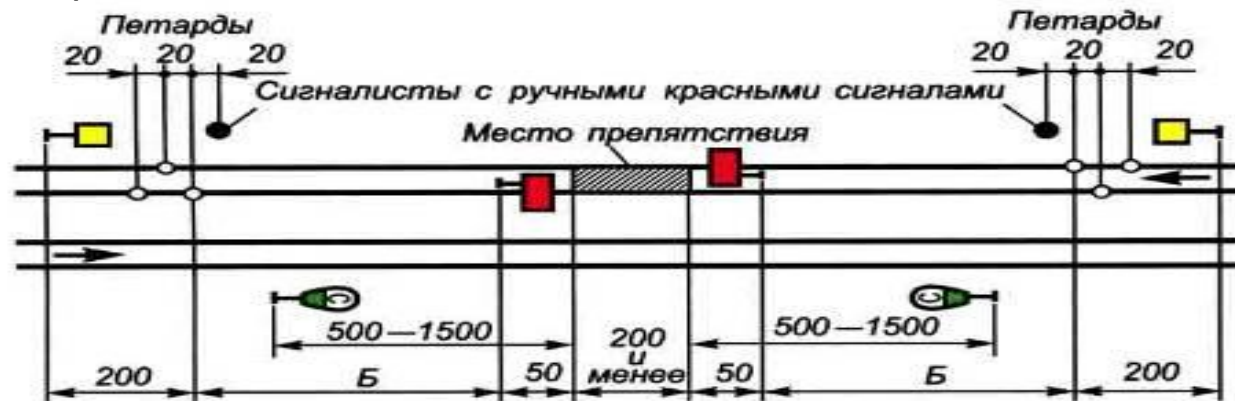 Петарды
Петарды
20 20 20
20 20 20
Сигналисты с ручными красными сигналами
Место препятствия
С
С
500—1500
200 и менее
500—1500
200
Б
50
50
Б
200